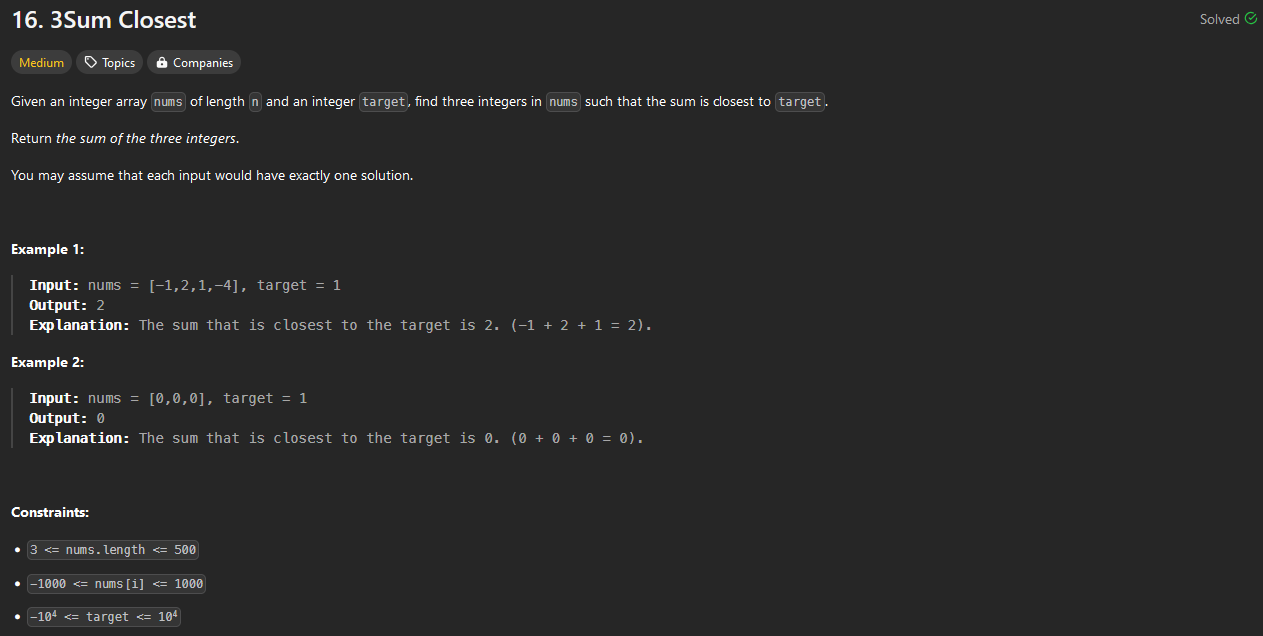 16. 3Sum Closest
Solved
Medium
Topics
Companies
Given an integer array nums of length n and an integer target, find three integers in nums such that the sum is closest to target.
Return the sum of the three integers.
You may assume that each input would have exactly one solution.
Example 1:
Input: nums = [-1,2,1,-4], target = 1
Output: 2
Explanation: The sum that is closest to the target is 2. (-1 + 2 + 1 = 2).
Example 2:
Input: nums = [0,0,0], target = 1
Output: 0
Explanation: The sum that is closest to the target is 0. (0 + 0 + 0 = 0).
Constraints:
• 3 <= nums.length <= 500
• -1000 <= nums[i] <= 1000
• -10⁴ <= target <= 10⁴